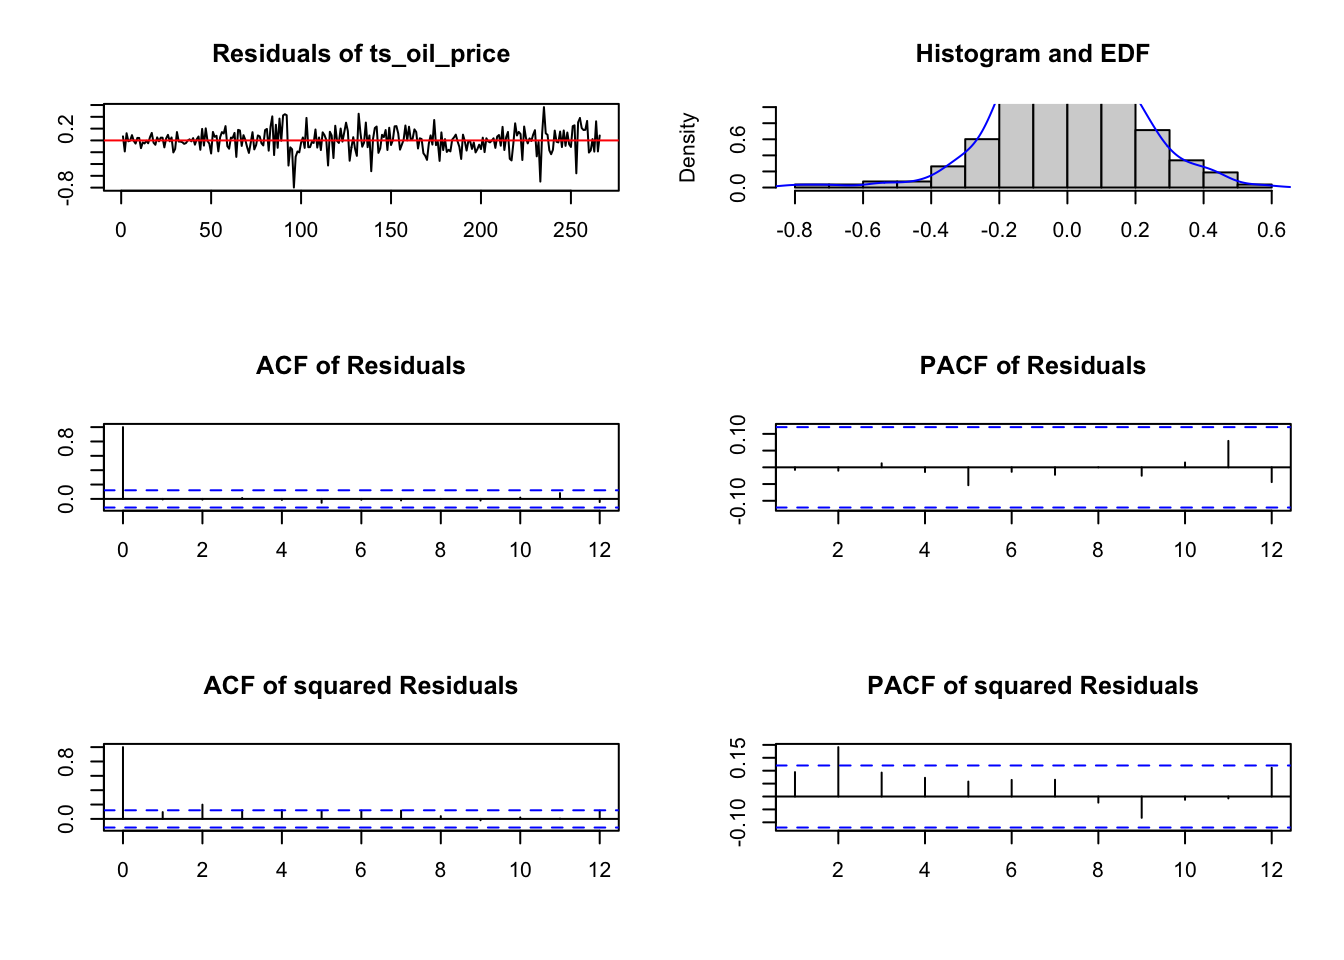 Residuals of ts_oil_price
0.2
-0.8
0 50 100 150 200 250
Histogram and EDF
Density
0.6
0.0
-0.8 -0.6 -0.4 -0.2 0.0 0.2 0.4 0.6
ACF of Residuals
0.8
0.0
0 2 4 6 8 10 12
PACF of Residuals
0.10
-0.10
2 4 6 8 10 12
ACF of squared Residuals
0.8
0.0
0 2 4 6 8 10 12
PACF of squared Residuals
0.15
-0.10
2 4 6 8 10 12